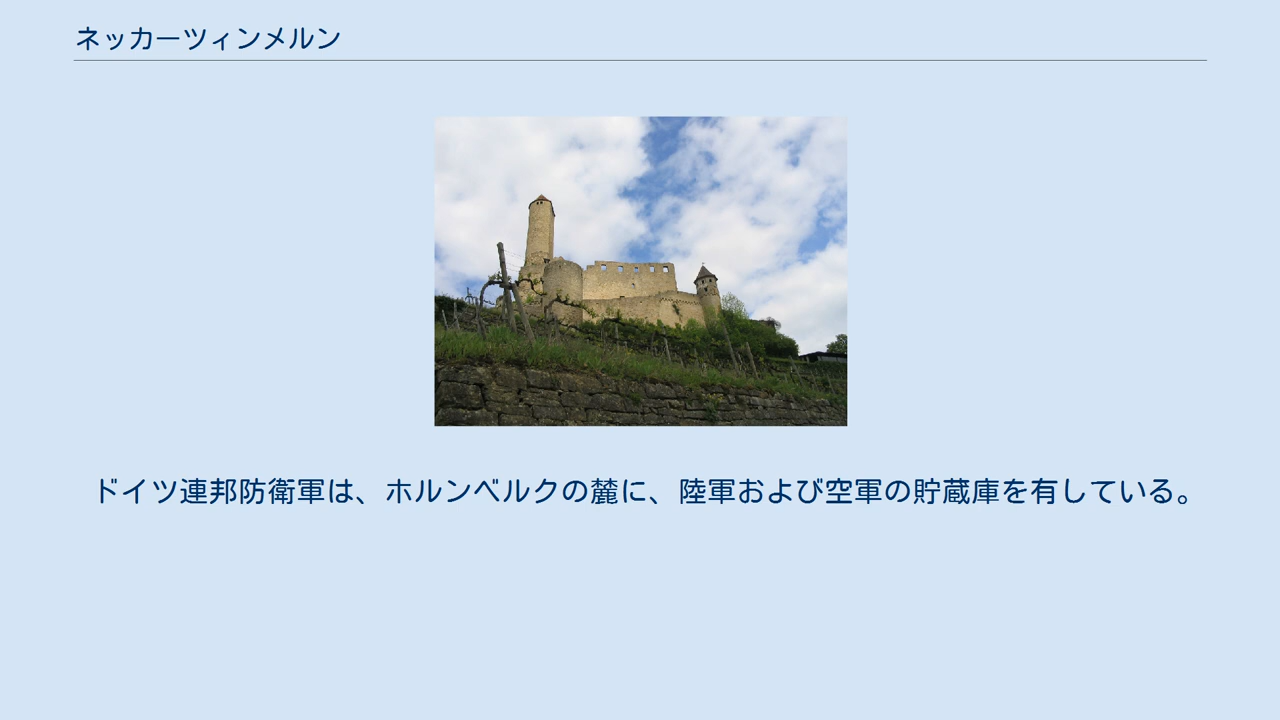 ネッカーツィンメルン
ドイツ連邦防衛軍は、ホルンベルクの麓に、陸軍および空軍の貯蔵庫を有している。